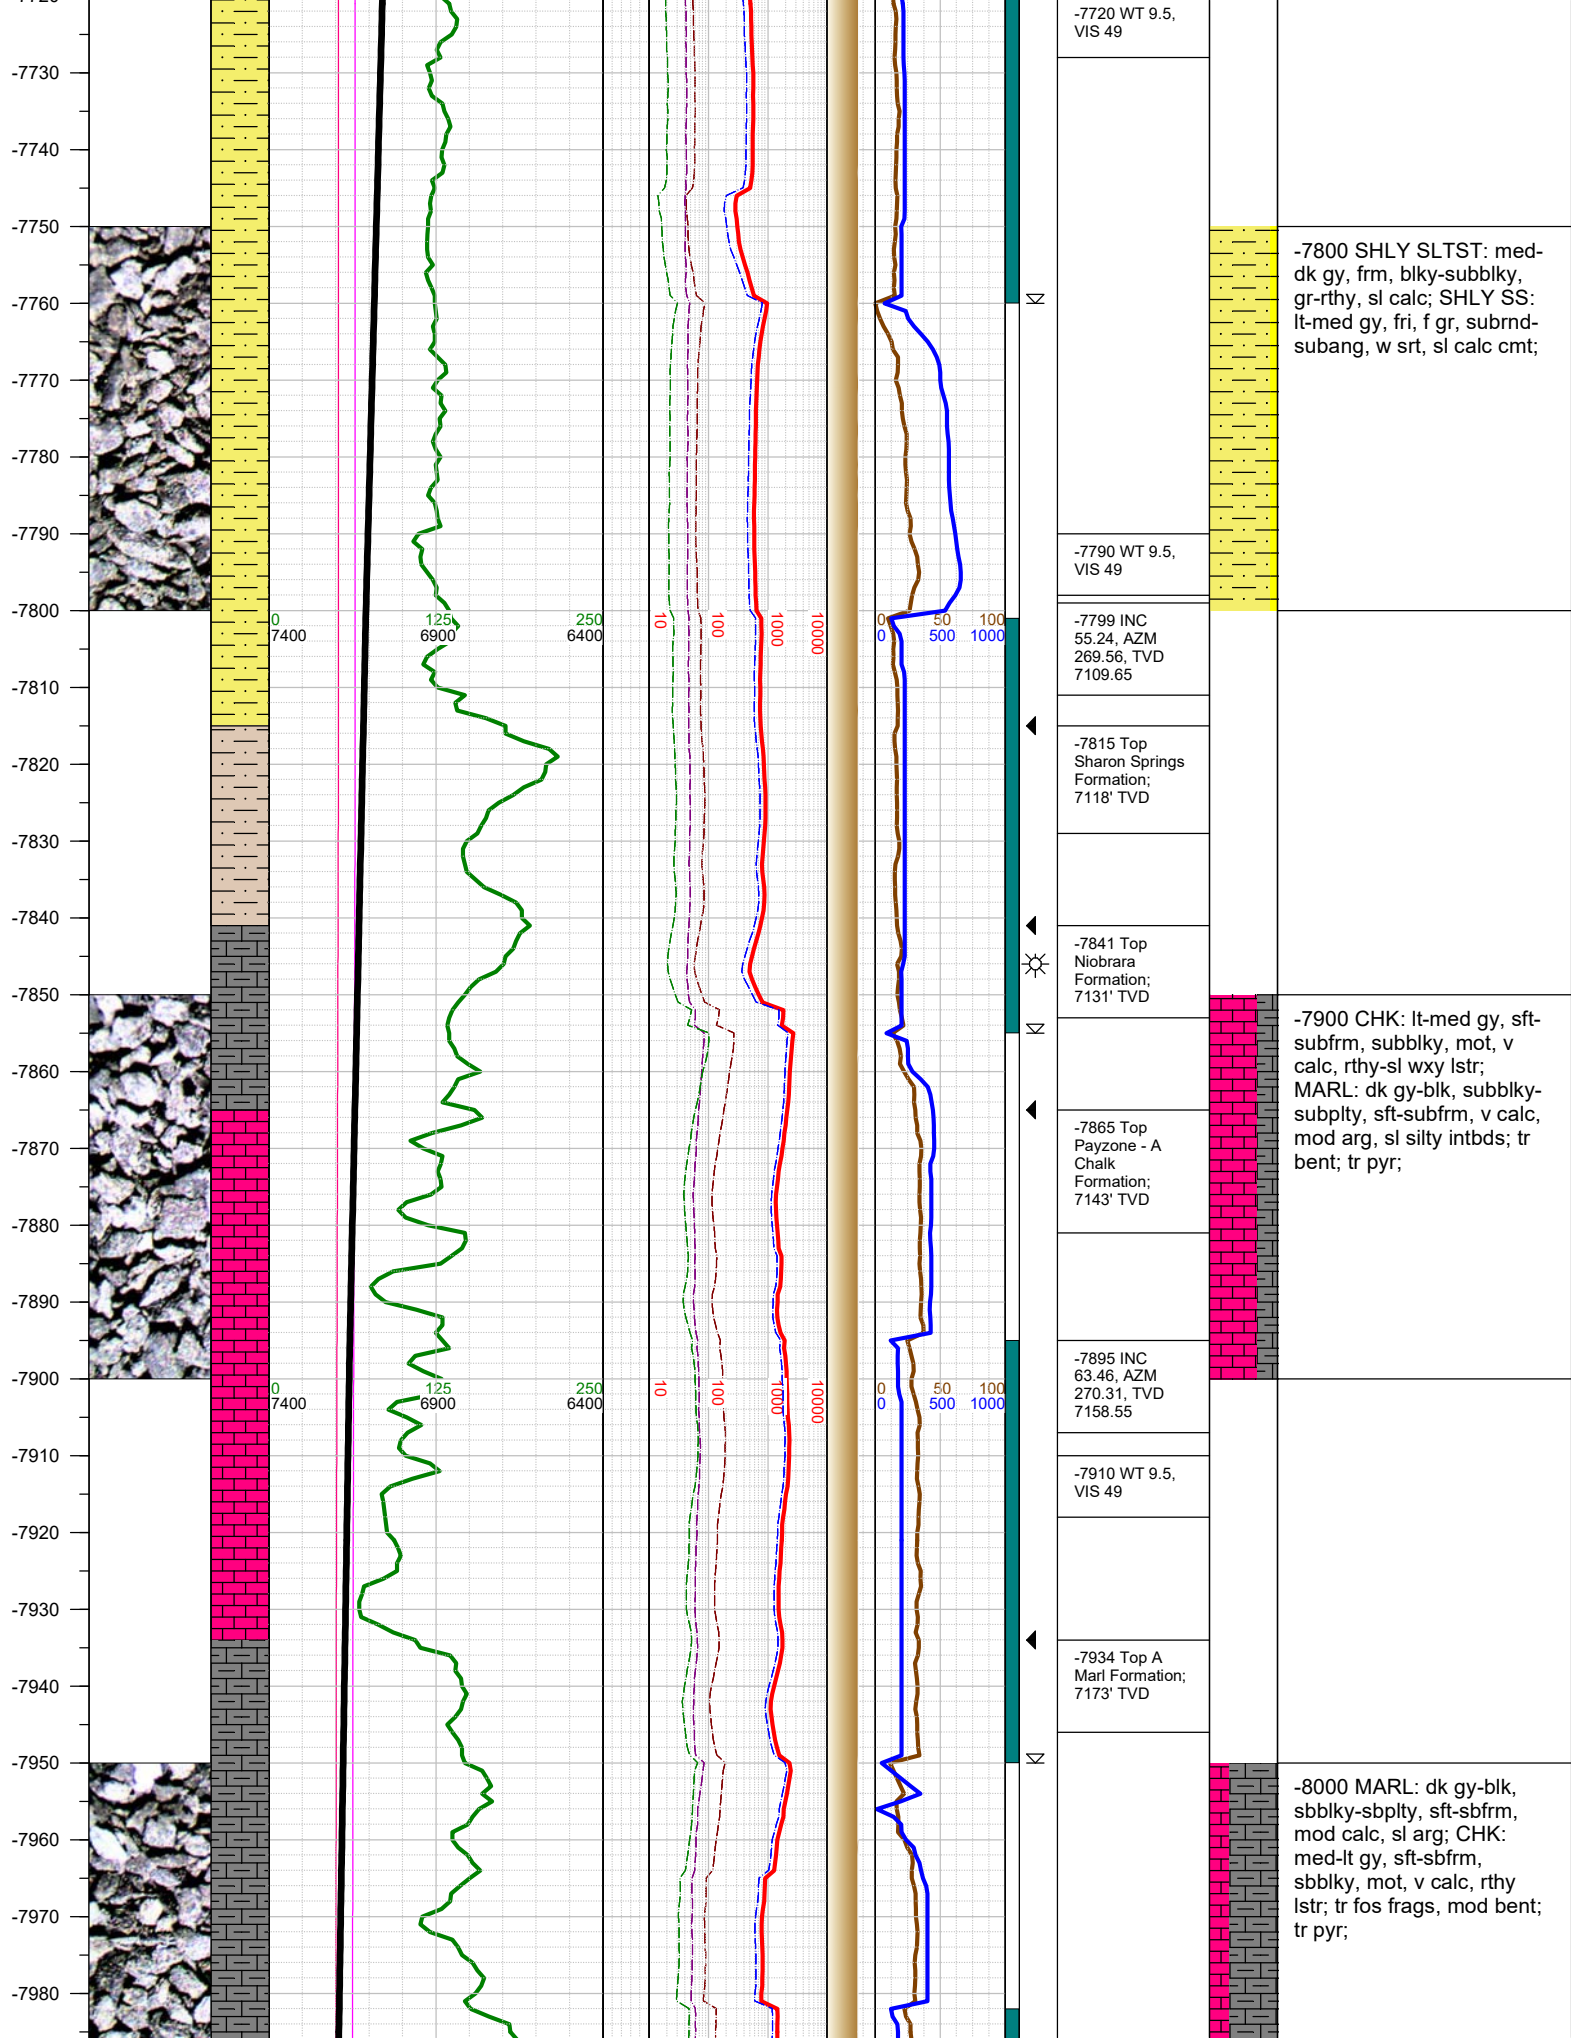 -7720 WT 9.5,
VIS 49
-7730
-7740
-7750
-7800 SHLY SLTST: med-
dk gy, frm, blky-subblky,
gr-rthy, sl calc; SHLY SS:
lt-med gy, fri, f gr, subrnd-
subang, w srt, sl calc cmt;
-7760
-7770
-7780
-7790
-7790 WT 9.5,
VIS 49
-7800
0 125 250
7400 6900 6400
10 100 1000 10000
0 50 100
0 500 1000
-7799 INC
55.24, AZM
269.56, TVD
7109.65
-7810
-7815 Top
Sharon Springs
Formation;
7118' TVD
-7820
-7830
-7840
-7841 Top
Niobrara
Formation;
7131' TVD
-7850
-7900 CHK: lt-med gy, sft-
subfrm, subblky, mot, v
calc, rthy-sl wxy lstr;
MARL: dk gy-blk, subblky-
subplty, sft-subfrm, v calc,
mod arg, sl silty intbds; tr
bent; tr pyr;
-7860
-7865 Top
Payzone - A
Chalk
Formation;
7143' TVD
-7870
-7880
-7890
-7895 INC
63.46, AZM
270.31, TVD
7158.55
-7900
0 125 250
7400 6900 6400
10 100 1000 10000
0 50 100
0 500 1000
-7910
-7910 WT 9.5,
VIS 49
-7920
-7930
-7934 Top A
Marl Formation;
7173' TVD
-7940
-7950
-8000 MARL: dk gy-blk,
sbblky-sbplty, sft-sbfrm,
mod calc, sl arg; CHK:
med-lt gy, sft-sbfrm,
sbblky, mot, v calc, rthy
lstr; tr fos frags, mod bent;
tr pyr;
-7960
-7970
-7980